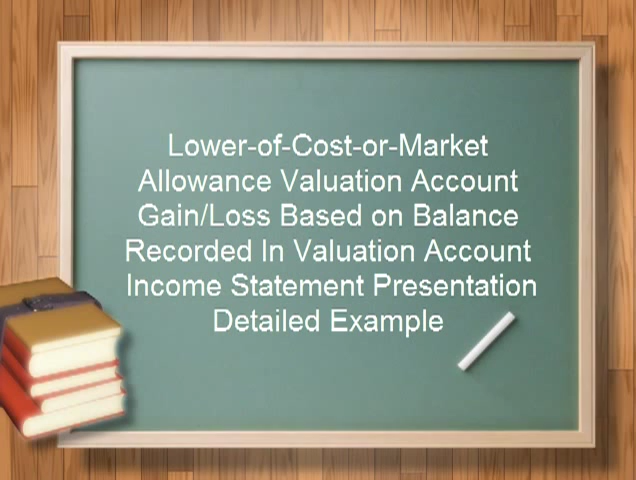 Lower-of-Cost-or-Market
Allowance Valuation Account
Gain/Loss Based on Balance
Recorded In Valuation Account
Income Statement Presentation
Detailed Example